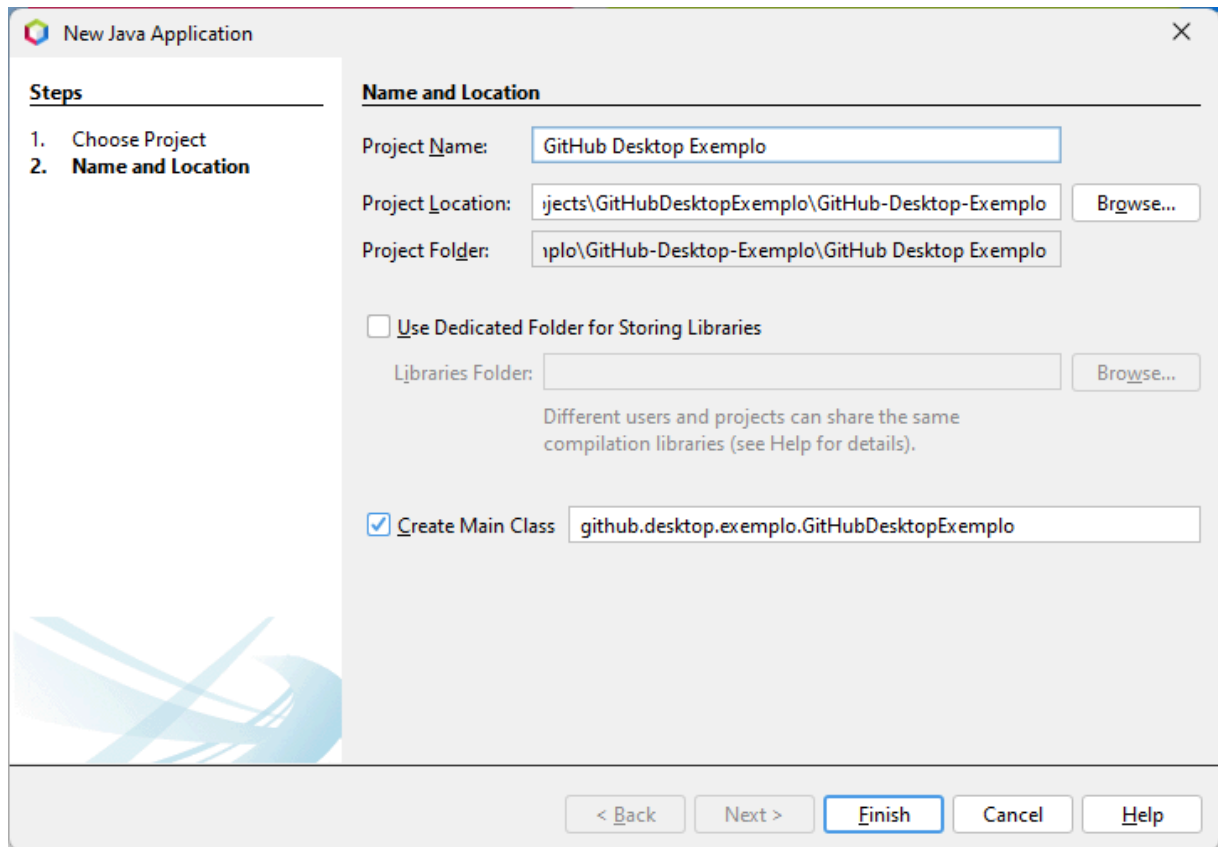 New Java Application
Steps
1. Choose Project
2. Name and Location
Name and Location
Project Name: GitHub Desktop Exemplo
Project Location: jects\GitHubDesktopExemplo\GitHub-Desktop-Exemplo Browse...
Project Folder: nplo\GitHub-Desktop-Exemplo\GitHub Desktop Exemplo
Use Dedicated Folder for Storing Libraries
Libraries Folder: Browse...
Different users and projects can share the same
compilation libraries (see Help for details).
Create Main Class github.desktop.exemplo.GitHubDesktopExemplo
< Back Next > Finish Cancel Help